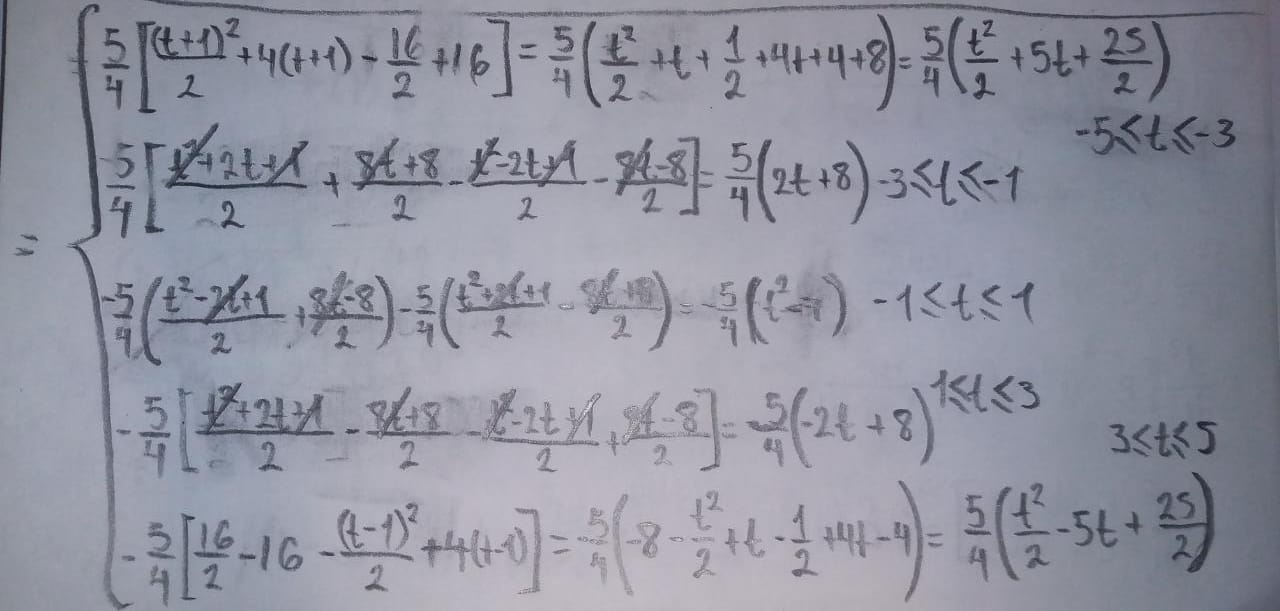 5/4 [(t+1)²/2 + 4(t+1) - 16/2 + 16] = 5/4 (t²/2 + t + 1/2 + 4t + 4 + 8) = 5/4 (t²/2 + 5t + 25/2)
-5 ≤ t ≤ -3
5/4 [(t² + 2t + 1)/2 + (8t + 8)/2 - (t² - 2t + 1)/2 - (8t - 8)/2] = 5/4 (2t + 8) -3 ≤ t ≤ -1
=
-5/4 ((t² - 2t + 1)/2 + (8t - 8)/2) - 5/4 ((t² + 2t + 1)/2 - (8t + 8)/2) = -5/4 (t² - 7) -1 ≤ t ≤ 1
-5/4 [(t² + 2t + 1)/2 - (8t + 8)/2 - (t² - 2t + 1)/2 + (8t - 8)/2] = 5/4 (-2t + 8) 1 ≤ t ≤ 3
3 ≤ t ≤ 5
-5/4 [16/2 - 16 - (t-1)²/2 + 4(t-1)] = -5/4 (-8 - t²/2 + t - 1/2 + 4t - 4) = 5/4 (t²/2 - 5t + 25/2)